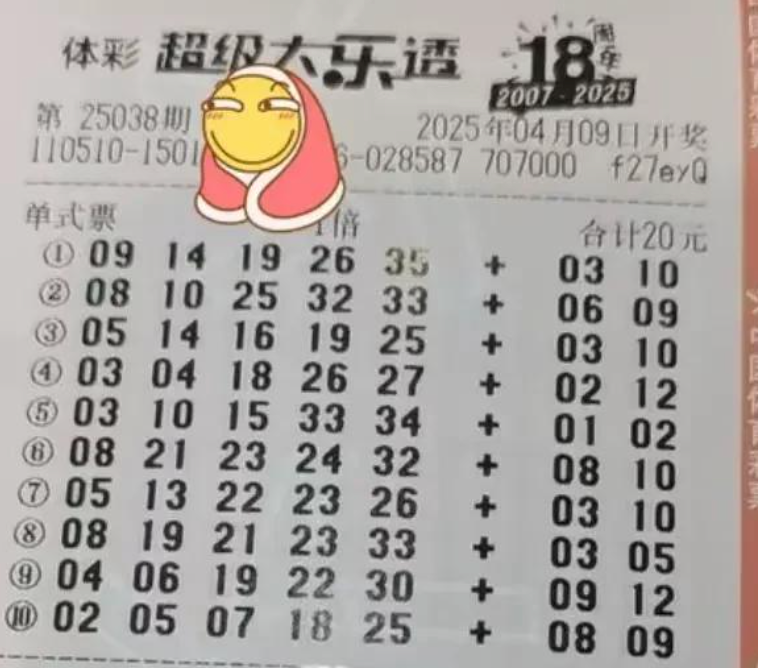 体彩 超级大乐透 18周年
2007-2025
第 25038期 2025年04月09日开奖
110510-1501 6-028587 707000 f27eyQ
单式票 1倍 合计20元
① 09 14 19 26 35 + 03 10
② 08 10 25 32 33 + 06 09
③ 05 14 16 19 25 + 03 10
④ 03 04 18 26 27 + 02 12
⑤ 03 10 15 33 34 + 01 02
⑥ 08 21 23 24 32 + 08 10
⑦ 05 13 22 23 26 + 03 10
⑧ 08 19 21 23 33 + 03 05
⑨ 04 06 19 22 30 + 09 12
⑩ 02 05 07 18 25 + 08 09
中国体育彩票